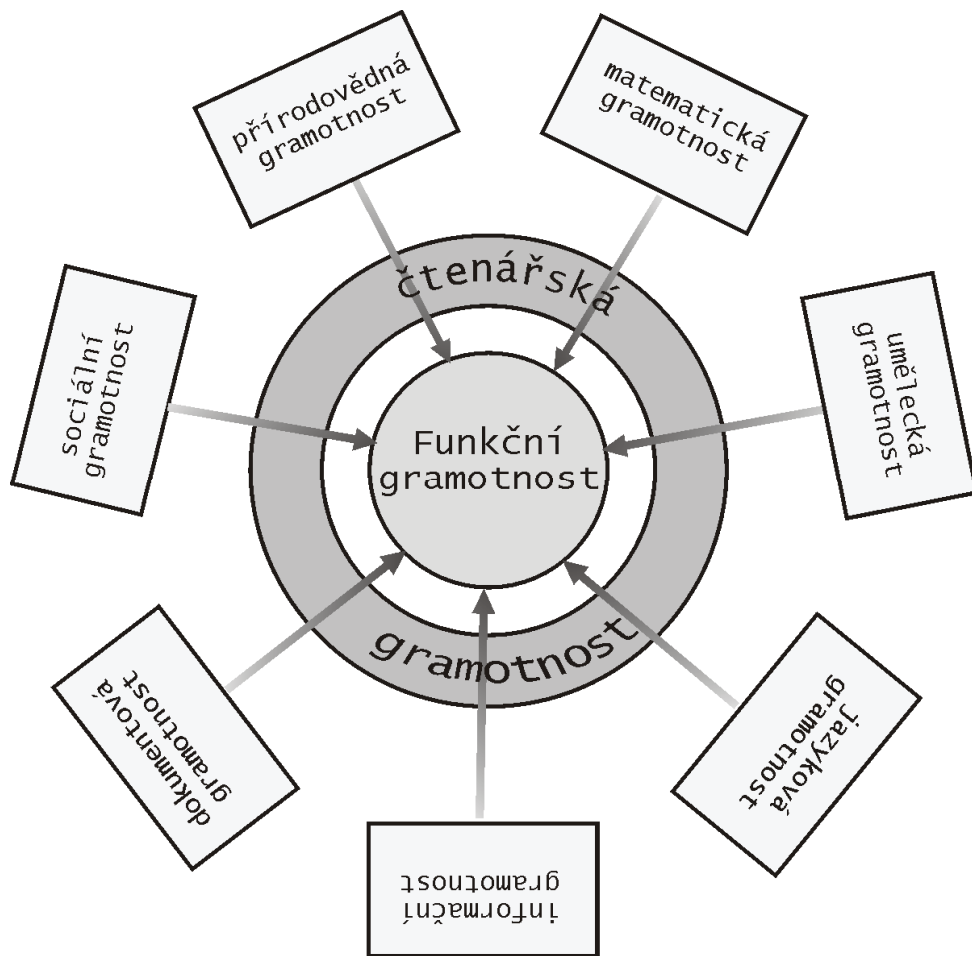 přírodovědná
gramotnost
matematická
gramotnost
čtenářská
sociální
gramotnost
umělecká
gramotnost
Funkční
gramotnost
gramotnost
dokumentová
gramotnost
jazyková
gramotnost
informační
gramotnost